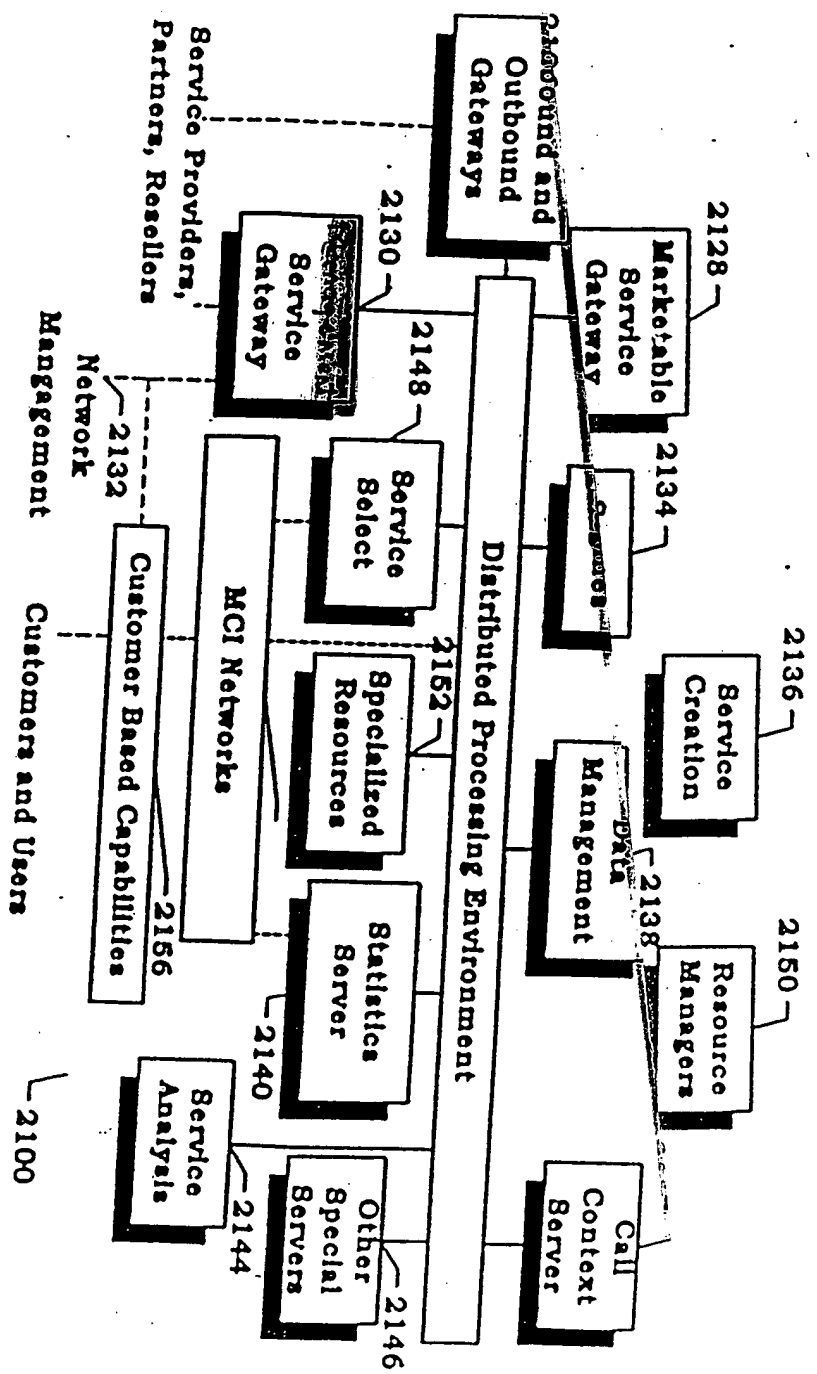 2128
Marketable
Service
Gateway
2134
2136
Service
Creation
2150
Resource
Managers
Outbound and
Gateways
Data
Management
2138
Call
Context
Server
Distributed Processing Environment
2130
Service
Gateway
2148
Service
Select
2152
Specialized
Resources
Statistics
Server
2140
Other
Special
Servers
2146
Service Providers,
Partners, Resellers
MCI Networks
Service
Analysis
2144
2132
Network
Mangagement
Customer Based Capabilities
2156
Customers and Users
2100